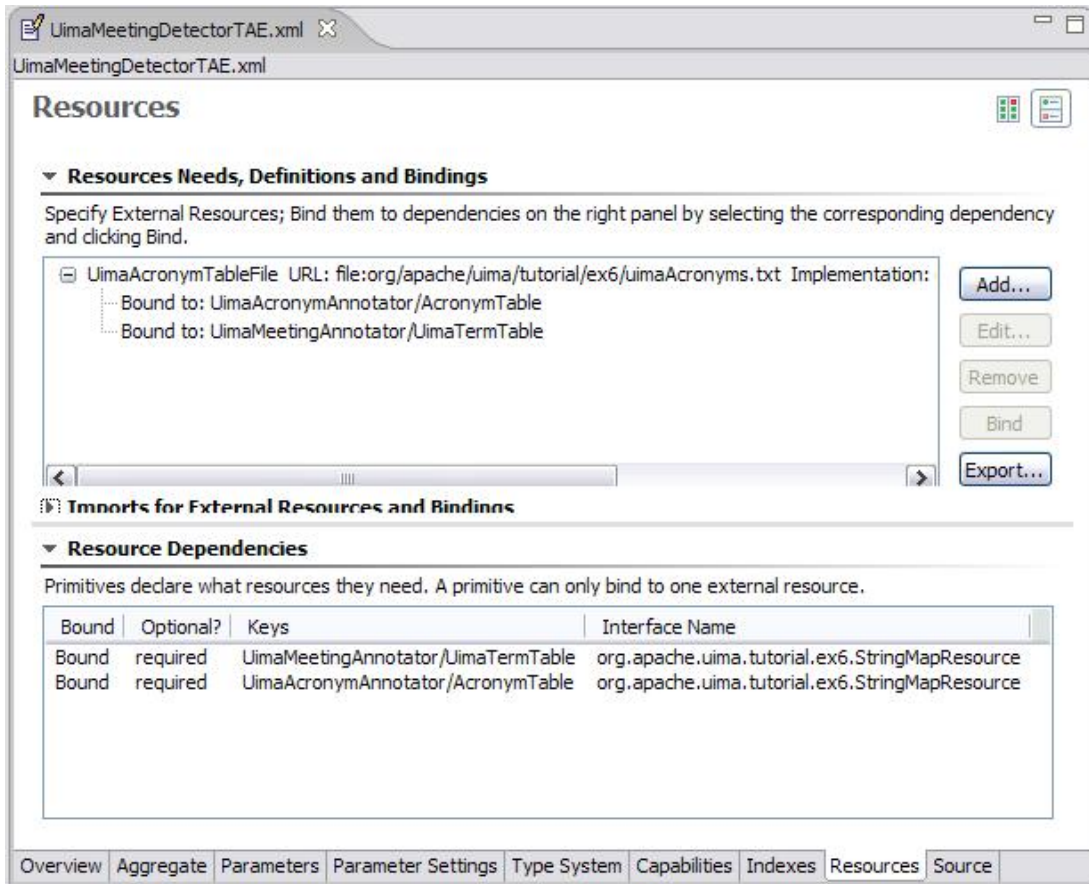 UimaMeetingDetectorTAE.xml
UimaMeetingDetectorTAE.xml
Resources
Resources Needs, Definitions and Bindings
Specify External Resources; Bind them to dependencies on the right panel by selecting the corresponding dependency
and clicking Bind.
UimaAcronymTableFile URL: file:org/apache/uima/tutorial/ex6/uimaAcronyms.txt Implementation:
Bound to: UimaAcronymAnnotator/AcronymTable
Bound to: UimaMeetingAnnotator/UimaTermTable
Add...
Edit...
Remove
Bind
Export...
Imports for External Resources and Bindings
Resource Dependencies
Primitives declare what resources they need. A primitive can only bind to one external resource.
Bound Optional? Keys Interface Name
Bound required UimaMeetingAnnotator/UimaTermTable org.apache.uima.tutorial.ex6.StringMapResource
Bound required UimaAcronymAnnotator/AcronymTable org.apache.uima.tutorial.ex6.StringMapResource
Overview Aggregate Parameters Parameter Settings Type System Capabilities Indexes Resources Source